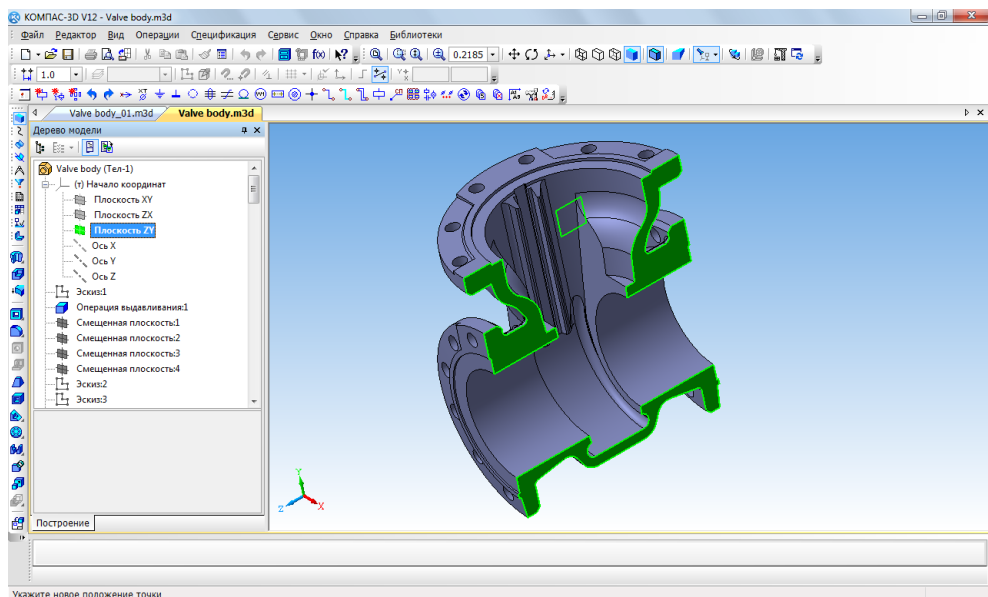 КОМПАС-3D V12 - Valve body.m3d
Файл Редактор Вид Операции Спецификация Сервис Окно Справка Библиотеки
0.2185
1.0
Valve body_01.m3d Valve body.m3d
Дерево модели
Valve body (Тел-1)
(т) Начало координат
Плоскость XY
Плоскость ZX
Плоскость ZY
Ось X
Ось Y
Ось Z
Эскиз:1
Операция выдавливания:1
Смещенная плоскость:1
Смещенная плоскость:2
Смещенная плоскость:3
Смещенная плоскость:4
Эскиз:2
Эскиз:3
Y
Z X
Построение
Укажите новое положение точки